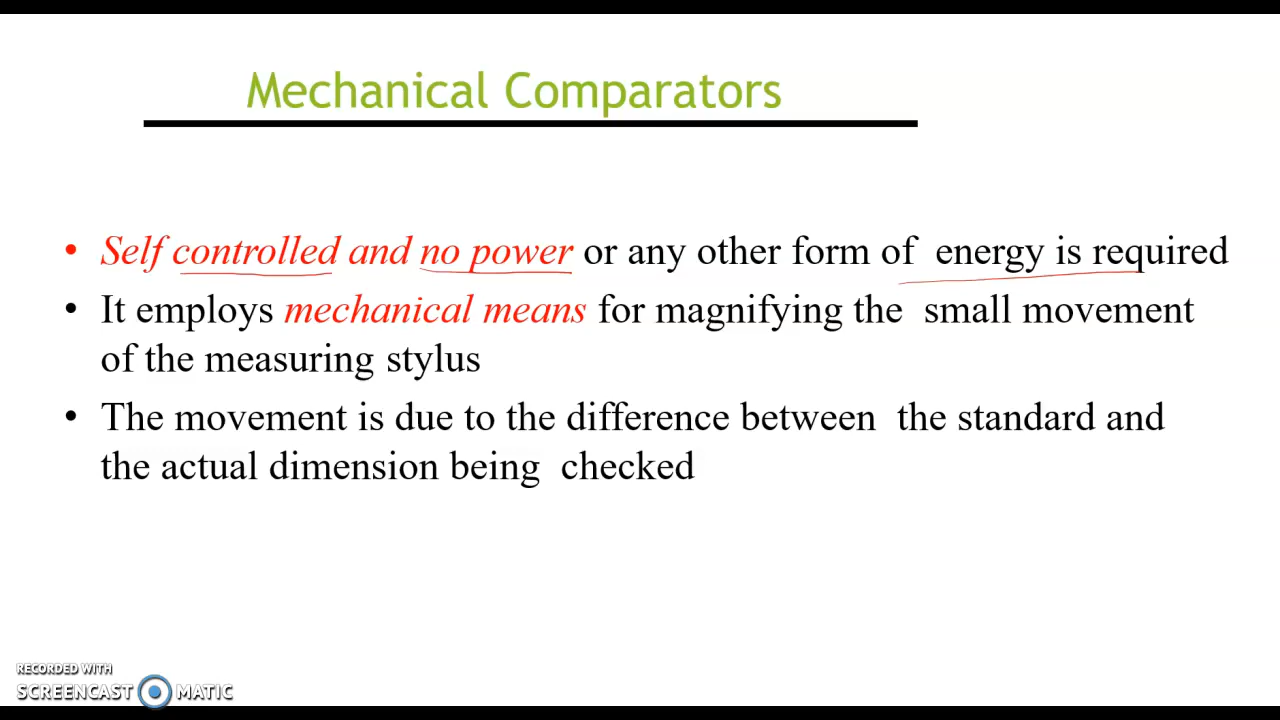 Mechanical Comparators
• Self controlled and no power or any other form of energy is required
• It employs mechanical means for magnifying the small movement
of the measuring stylus
• The movement is due to the difference between the standard and
the actual dimension being checked
RECORDED WITH
SCREENCAST MATIC